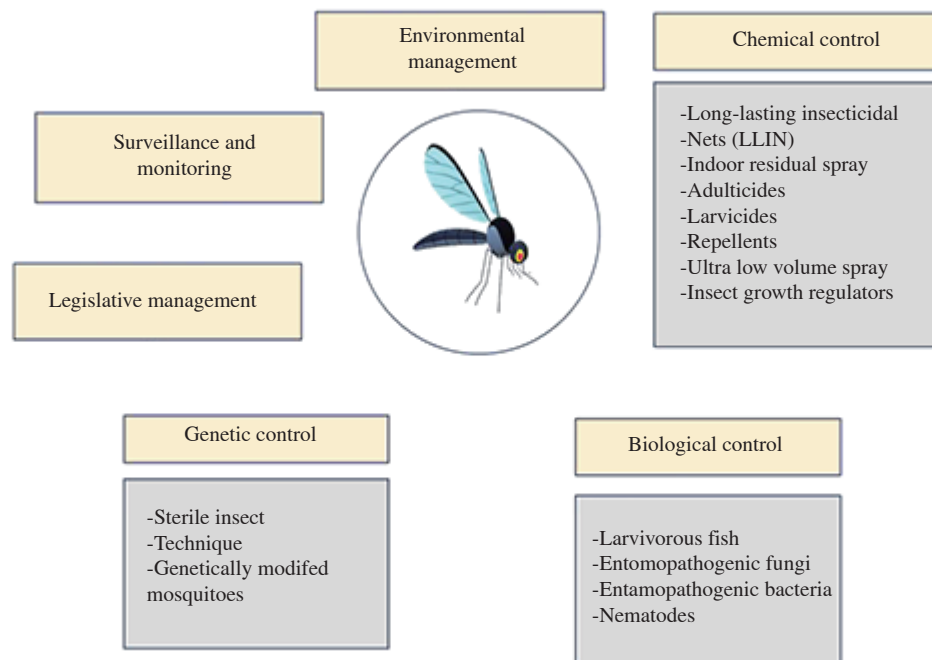 Environmental
management
Chemical control
-Long-lasting insecticidal
-Nets (LLIN)
-Indoor residual spray
-Adulticides
-Larvicides
-Repellents
-Ultra low volume spray
-Insect growth regulators
Surveillance and
monitoring
Legislative management
Genetic control
-Sterile insect
-Technique
-Genetically modifed
mosquitoes
Biological control
-Larvivorous fish
-Entomopathogenic fungi
-Entamopathogenic bacteria
-Nematodes